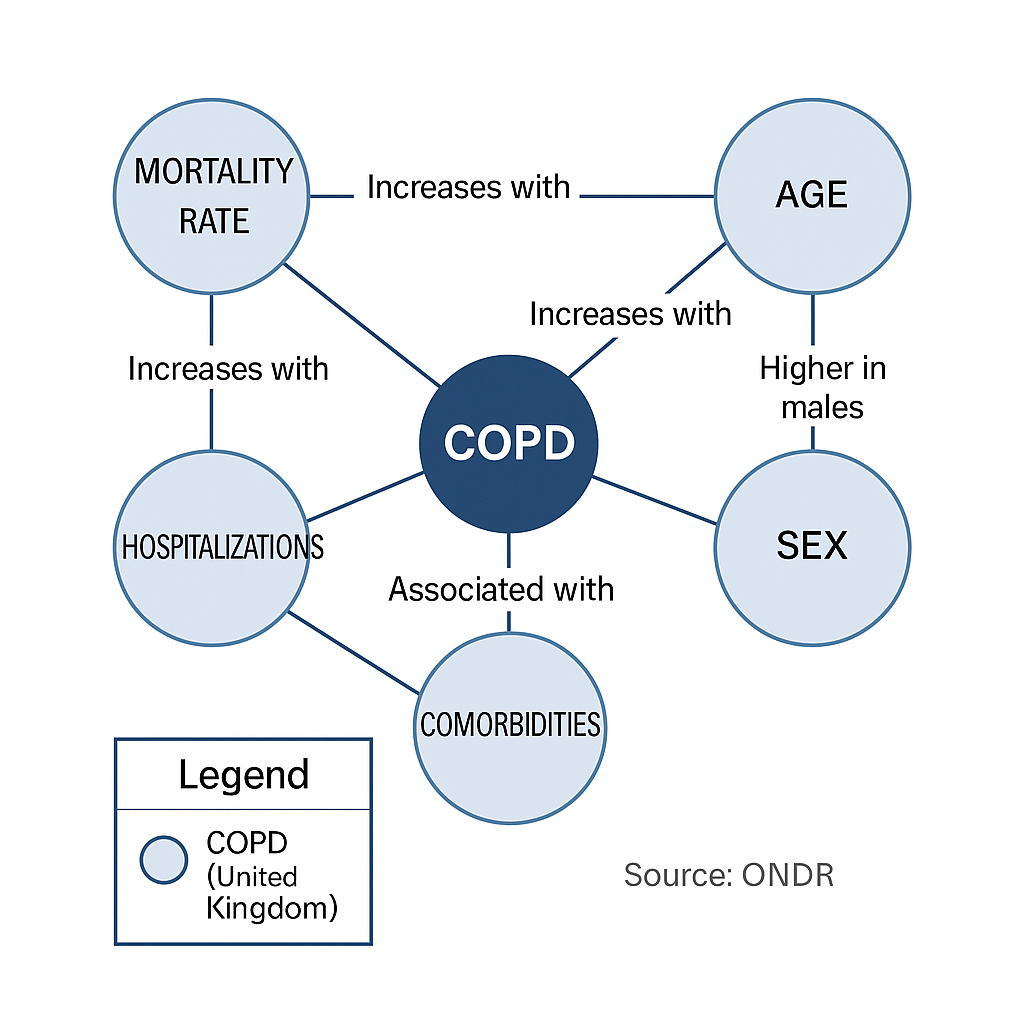 MORTALITY
RATE
Increases with
AGE
Increases with
Increases with
Higher in
males
COPD
HOSPITALIZATIONS
SEX
Associated with
COMORBIDITIES
Legend
COPD
(United
Kingdom)
Source: ONDR